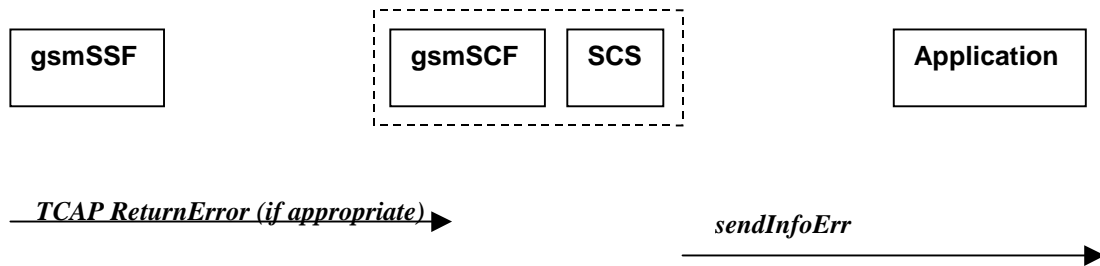 gsmSSF
gsmSCF
SCS
Application
TCAP ReturnError (if appropriate)
sendInfoErr